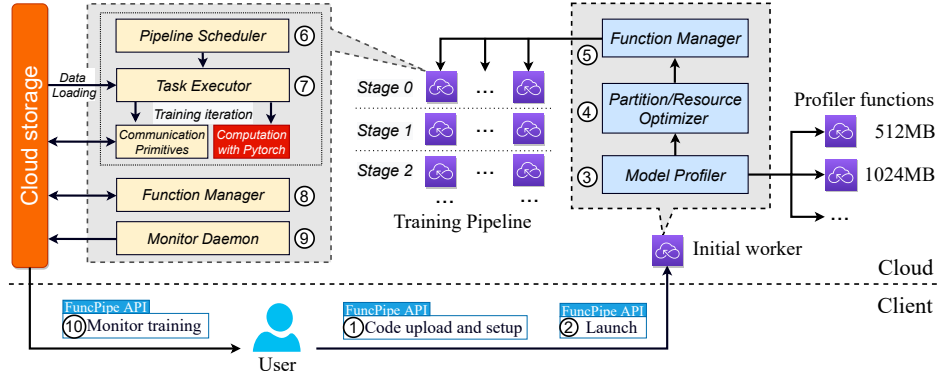 Cloud storage
Data
Loading
Pipeline Scheduler
⑥
Task Executor
⑦
Training iteration
Communication
Primitives
Computation
with Pytorch
Function Manager
⑧
Monitor Daemon
⑨
Stage 0
...
Stage 1
...
Stage 2
...
...
...
Training Pipeline
⑤
Function Manager
④
Partition/Resource
Optimizer
③
Model Profiler
Profiler functions
512MB
1024MB
...
Initial worker
Cloud
Client
FuncPipe API
⑩Monitor training
User
FuncPipe API
① Code upload and setup
FuncPipe API
② Launch